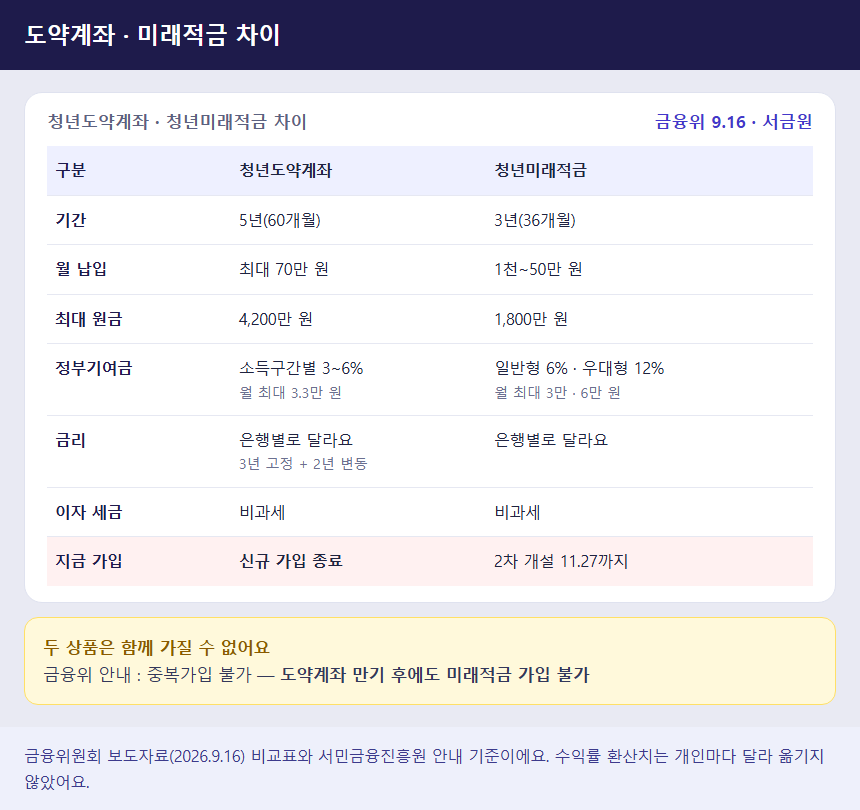 도약계좌 · 미래적금 차이
청년도약계좌 · 청년미래적금 차이
금융위 9.16 · 서금원
구분 청년도약계좌 청년미래적금
기간 5년(60개월) 3년(36개월)
월 납입 최대 70만 원 1천~50만 원
최대 원금 4,200만 원 1,800만 원
정부기여금 소득구간별 3~6% 일반형 6% · 우대형 12%
월 최대 3.3만 원 월 최대 3만 · 6만 원
금리 은행별로 달라요 은행별로 달라요
3년 고정 + 2년 변동
이자 세금 비과세 비과세
지금 가입 신규 가입 종료 2차 개설 11.27까지
두 상품은 함께 가질 수 없어요
금융위 안내 : 중복가입 불가 — 도약계좌 만기 후에도 미래적금 가입 불가
금융위원회 보도자료(2026.9.16) 비교표와 서민금융진흥원 안내 기준이에요. 수익률 환산치는 개인마다 달라 옮기지
않았어요.